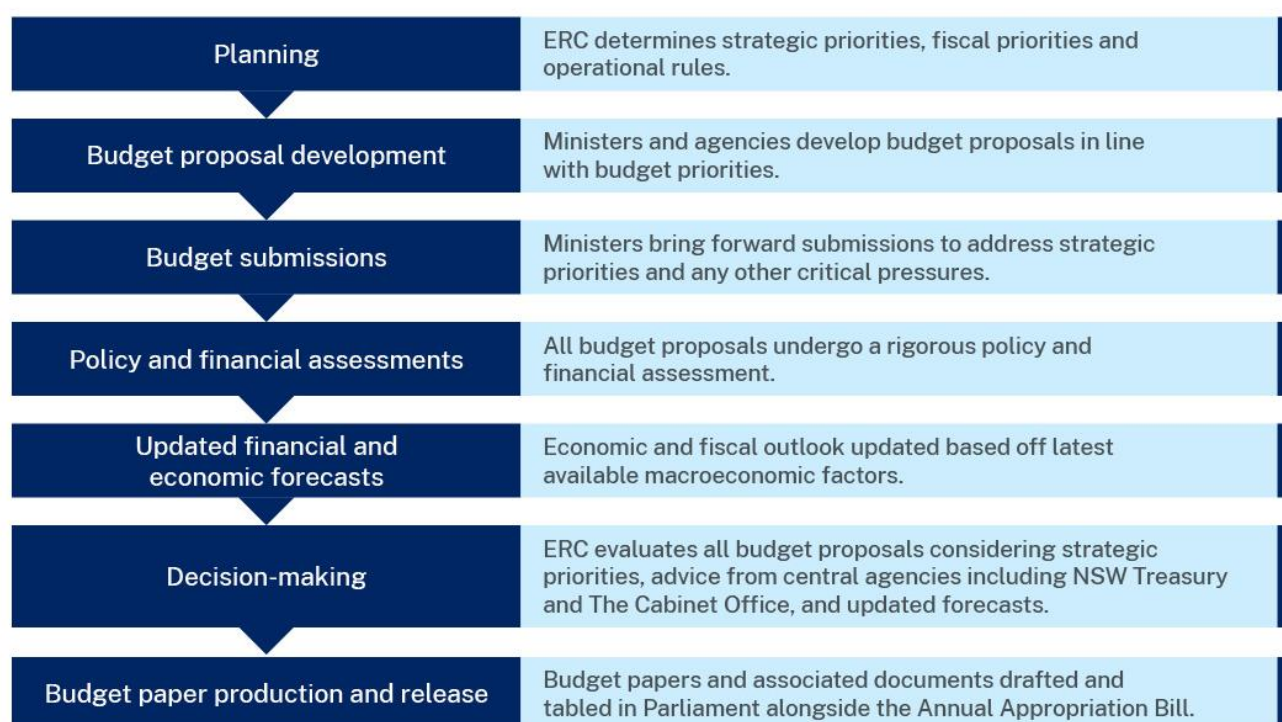 Planning
ERC determines strategic priorities, fiscal priorities and
operational rules.
Budget proposal development
Ministers and agencies develop budget proposals in line
with budget priorities.
Budget submissions
Ministers bring forward submissions to address strategic
priorities and any other critical pressures.
Policy and financial assessments
All budget proposals undergo a rigorous policy and
financial assessment.
Updated financial and
economic forecasts
Economic and fiscal outlook updated based off latest
available macroeconomic factors.
Decision-making
ERC evaluates all budget proposals considering strategic
priorities, advice from central agencies including NSW Treasury
and The Cabinet Office, and updated forecasts.
Budget paper production and release
Budget papers and associated documents drafted and
tabled in Parliament alongside the Annual Appropriation Bill.